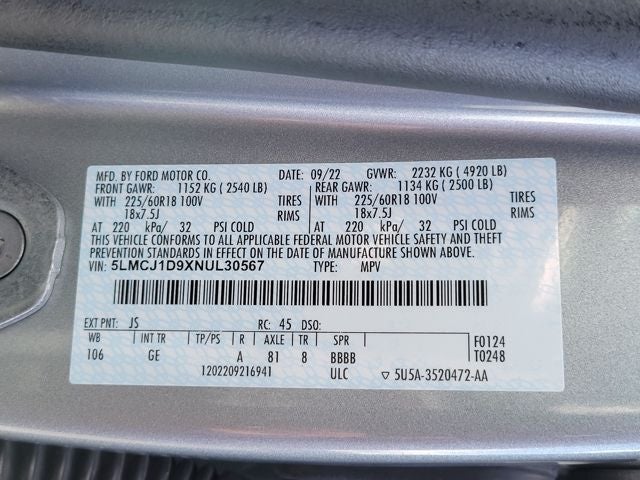 MFD. BY FORD MOTOR CO. DATE: 09/22 GVWR: 2232 KG ( 4920 LB)
FRONT GAWR: 1152 KG ( 2540 LB) REAR GAWR: 1134 KG ( 2500 LB)
WITH 225/60R18 100V TIRES WITH 225/60R18 100V TIRES
18x7.5J RIMS 18x7.5J RIMS
AT 220 kPa/ 32 PSI COLD AT 220 kPa/ 32 PSI COLD
THIS VEHICLE CONFORMS TO ALL APPLICABLE FEDERAL MOTOR VEHICLE SAFETY AND THEFT
PREVENTION STANDARDS IN EFFECT ON THE DATE OF MANUFACTURE SHOWN ABOVE.
VIN: 5LMCJ1D9XNUL30567 TYPE: MPV
EXT PNT: JS RC: 45 DSO:
WB INT TR TP/PS R AXLE TR SPR F0124
106 GE A 81 8 BBBB T0248
1202209216941 ULC ▽ 5U5A-3520472-AA